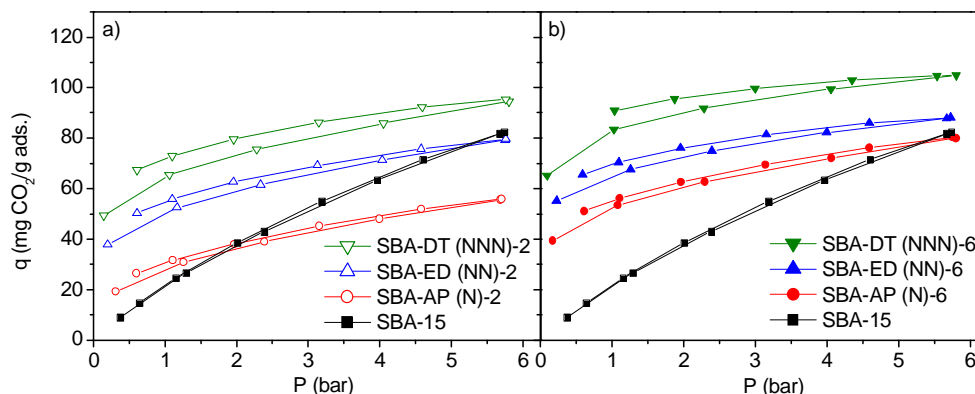 a)
q (mg CO2/g ads.)
120
100
80
60
40
20
0
SBA-DT (NNN)-2
SBA-ED (NN)-2
SBA-AP (N)-2
SBA-15
0 1 2 3 4 5 6
P (bar)
b)
SBA-DT (NNN)-6
SBA-ED (NN)-6
SBA-AP (N)-6
SBA-15
0 1 2 3 4 5 6
P (bar)